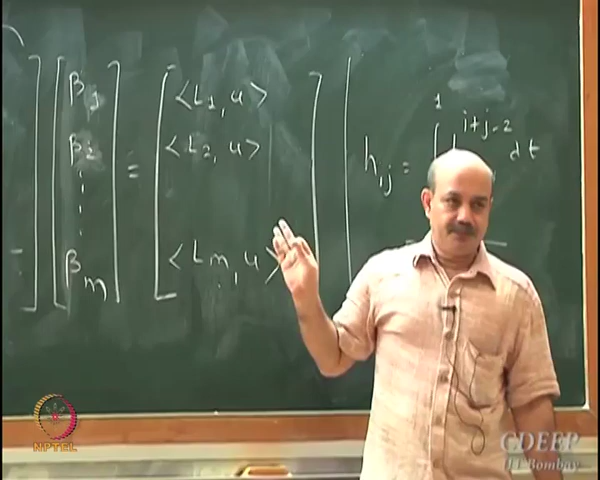 [β1 β2 ⋮ βm] = [<L1, u> <L2, u> <Lm, u>]
hij = ∫ 1 t i+j-2 dt
NPTEL
CDEEP
IIT Bombay